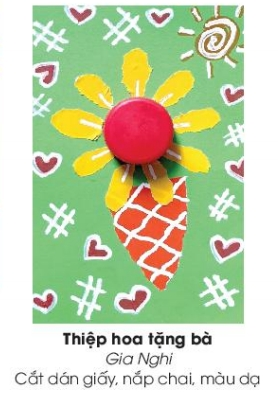 Thiệp hoa tặng bà
Gia Nghi
Cắt dán giấy, nắp chai, màu dạ